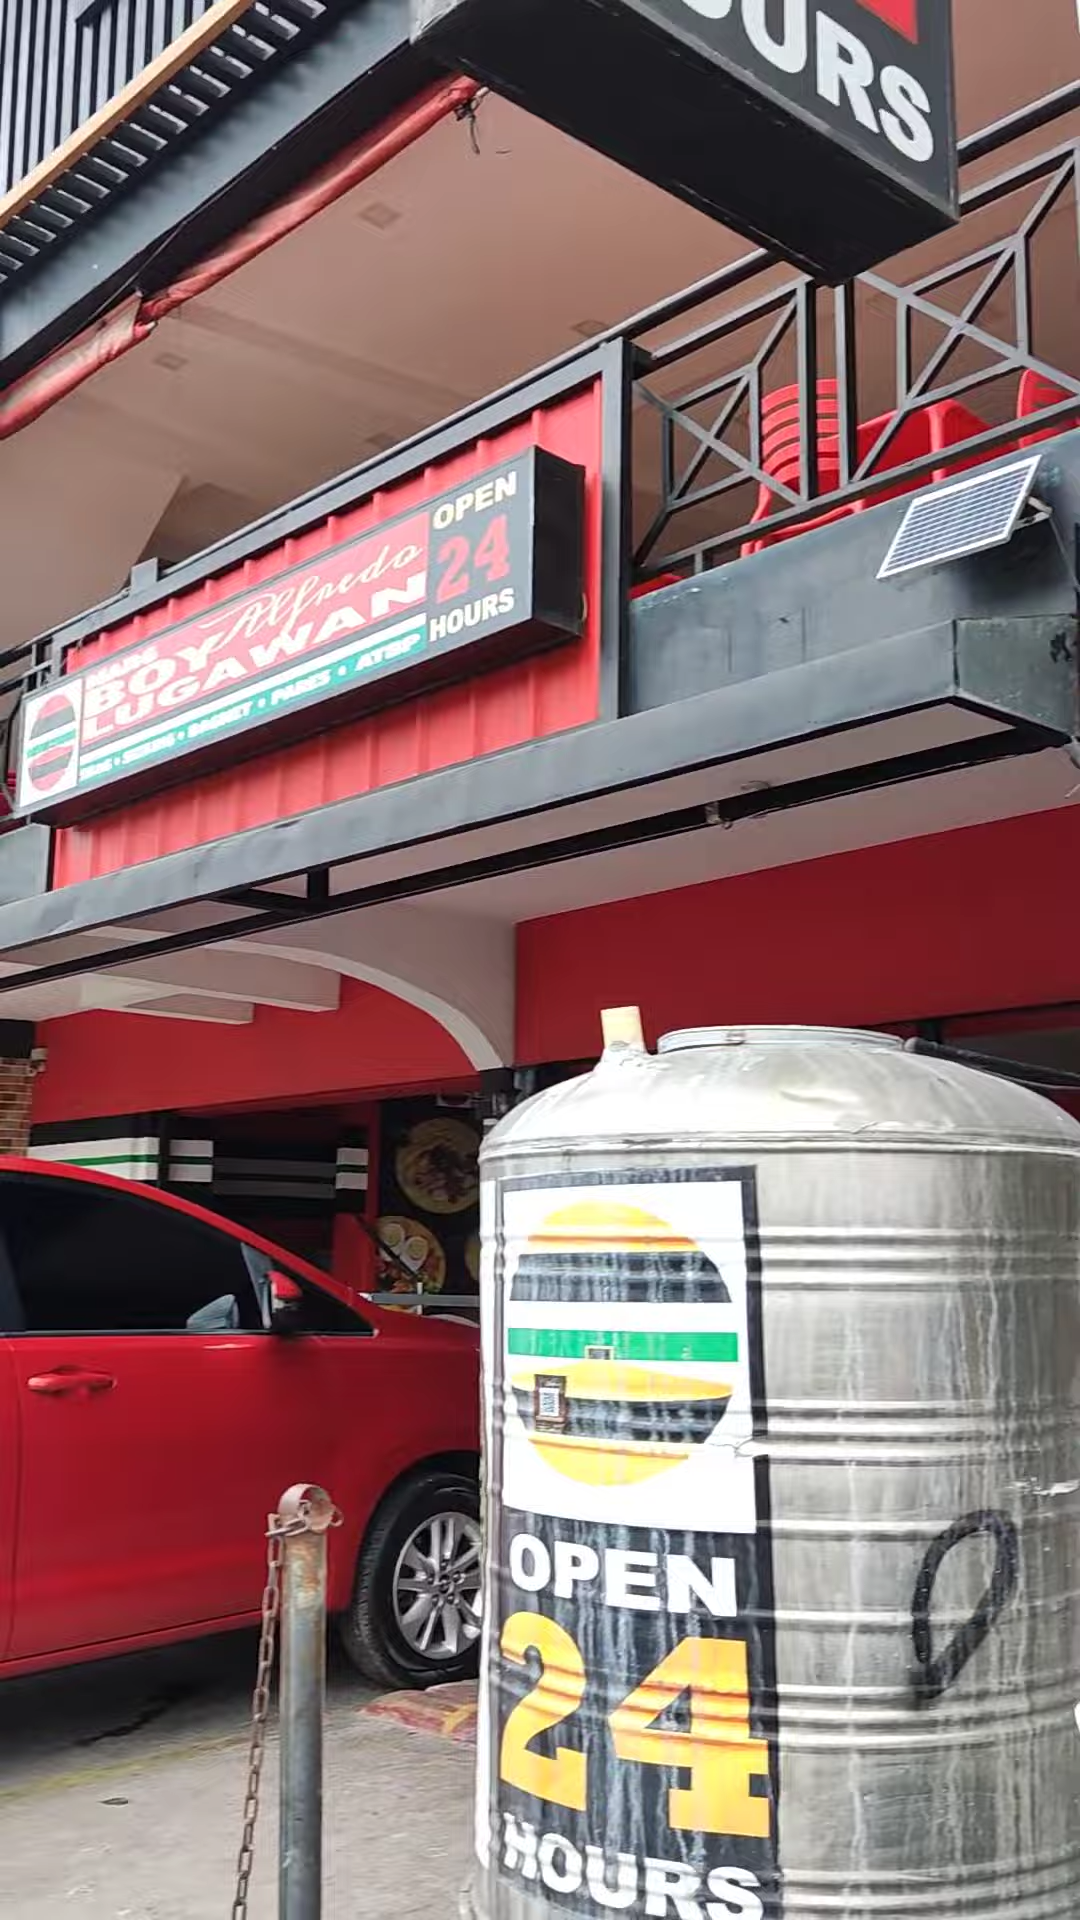 OURS
Alfredo
BOY
LUGAWAN
PARES • ATBP
OPEN
24
HOURS
OPEN
24
HOURS